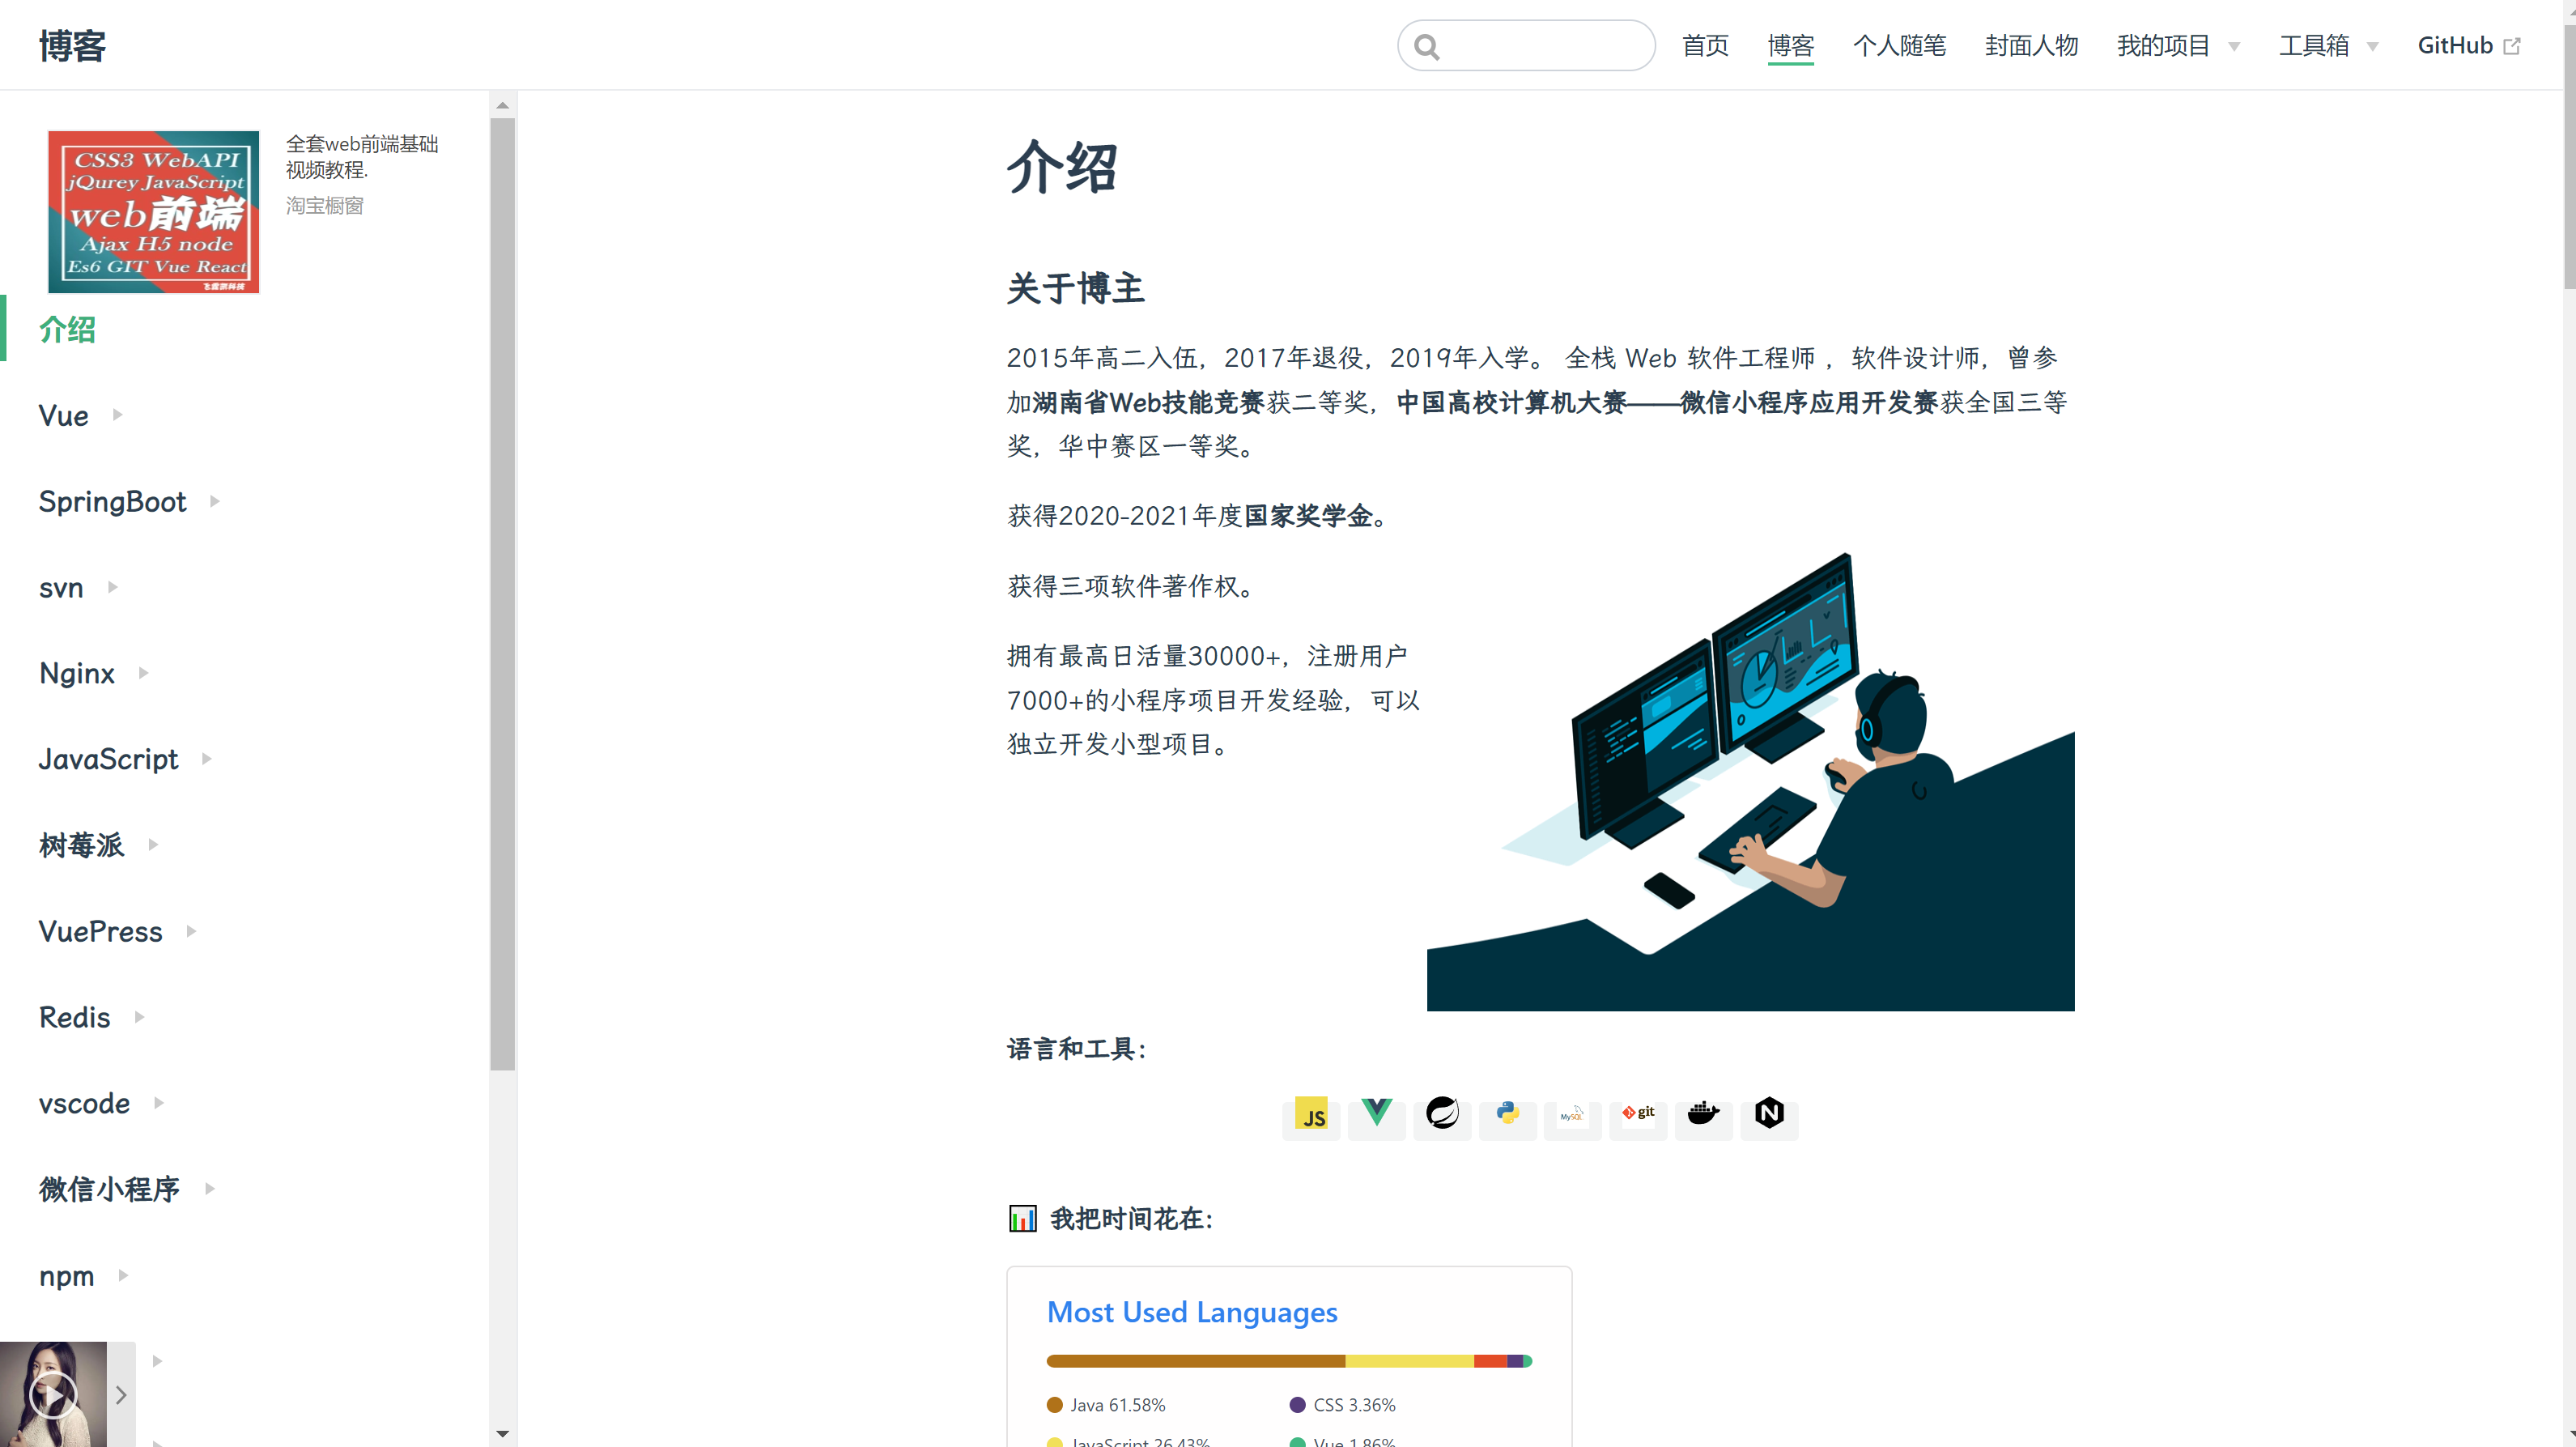 博客
首页
博客
个人随笔
封面人物
我的项目
工具箱
GitHub
CSS3 WebAPI
jQurey JavaScript
web前端
Ajax H5 node
Es6 GIT Vue React
全套web前端基础
视频教程.
淘宝橱窗
介绍
Vue
SpringBoot
svn
Nginx
JavaScript
树莓派
VuePress
Redis
vscode
微信小程序
npm
介绍
关于博主
2015年高二入伍，2017年退役，2019年入学。 全栈 Web 软件工程师 ，软件设计师，曾参
加湖南省Web技能竞赛获二等奖，中国高校计算机大赛——微信小程序应用开发赛获全国三等
奖，华中赛区一等奖。
获得2020-2021年度国家奖学金。
获得三项软件著作权。
拥有最高日活量30000+，注册用户
7000+的小程序项目开发经验，可以
独立开发小型项目。
语言和工具：
JS
MySQL
git
N
我把时间花在：
Most Used Languages
Java 61.58%
CSS 3.36%
JavaScript 26.43%
Vue 1.86%